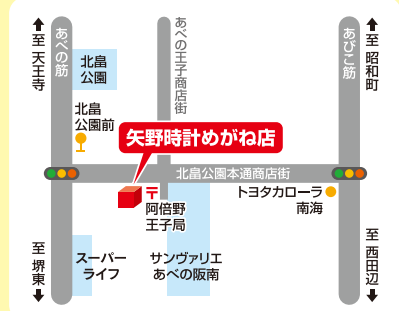 至 天王寺
あべの筋
北畠
公園
あべの王子商店街
あびこ筋
至 昭和町
北畠
公園前
矢野時計めがね店
北畠公園本通商店街
〒
阿倍野
王子局
トヨタカローラ
南海
至 堺東
スーパー
ライフ
サンヴァリエ
あべの阪南
至 西田辺